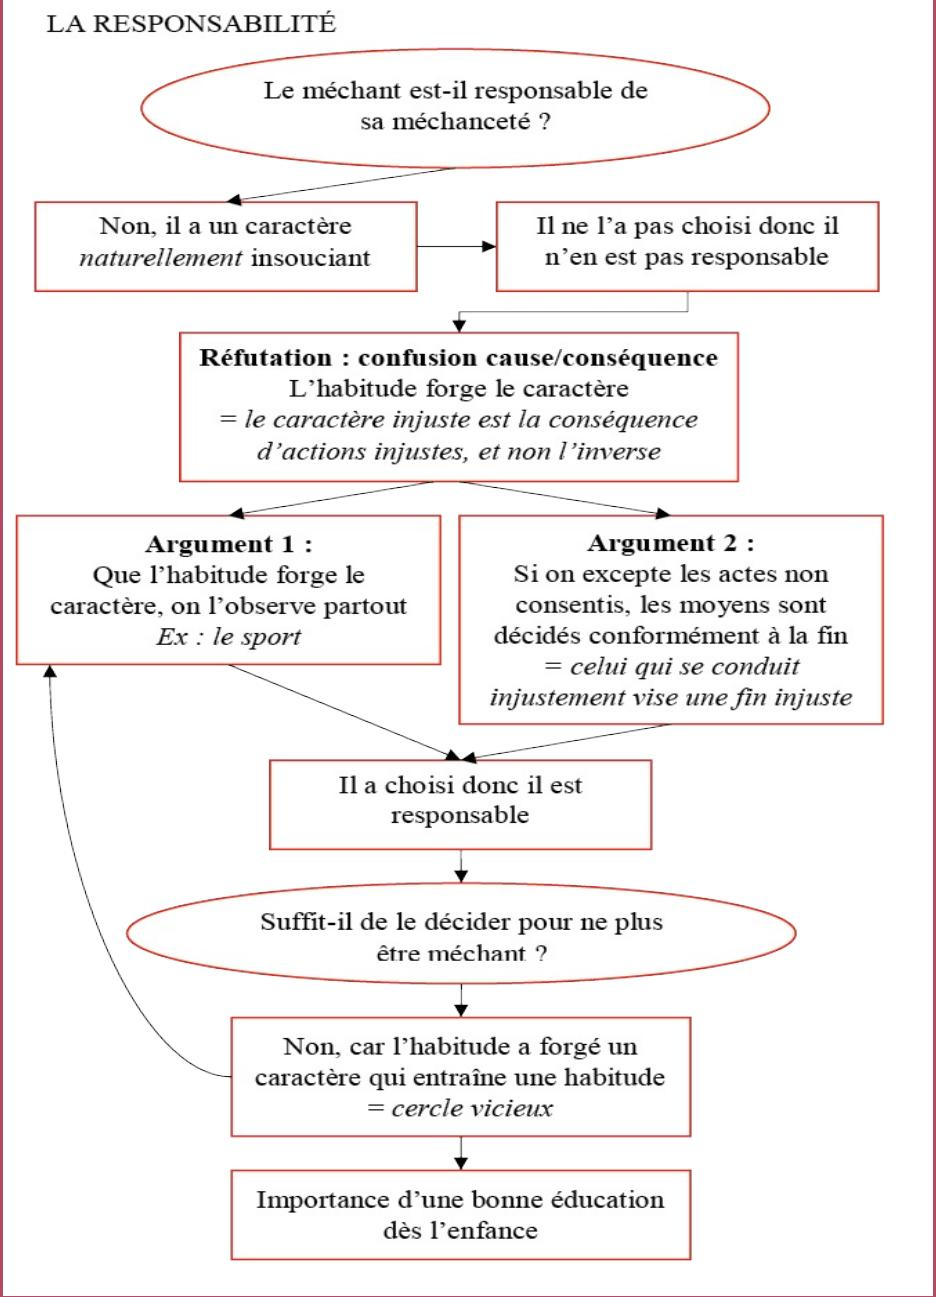 LA RESPONSABILITÉ
Le méchant est-il responsable de
sa méchanceté ?
Non, il a un caractère
naturellement insouciant
Il ne l'a pas choisi donc il
n'en est pas responsable
Réfutation : confusion cause/conséquence
L'habitude forge le caractère
= le caractère injuste est la conséquence
d'actions injustes, et non l'inverse
Argument 1 :
Que l'habitude forge le
caractère, on l'observe partout
Ex : le sport
Argument 2 :
Si on excepte les actes non
consentis, les moyens sont
décidés conformément à la fin
= celui qui se conduit
injustement vise une fin injuste
Il a choisi donc il est
responsable
Suffit-il de le décider pour ne plus
être méchant ?
Non, car l'habitude a forgé un
caractère qui entraîne une habitude
= cercle vicieux
Importance d'une bonne éducation
dès l'enfance